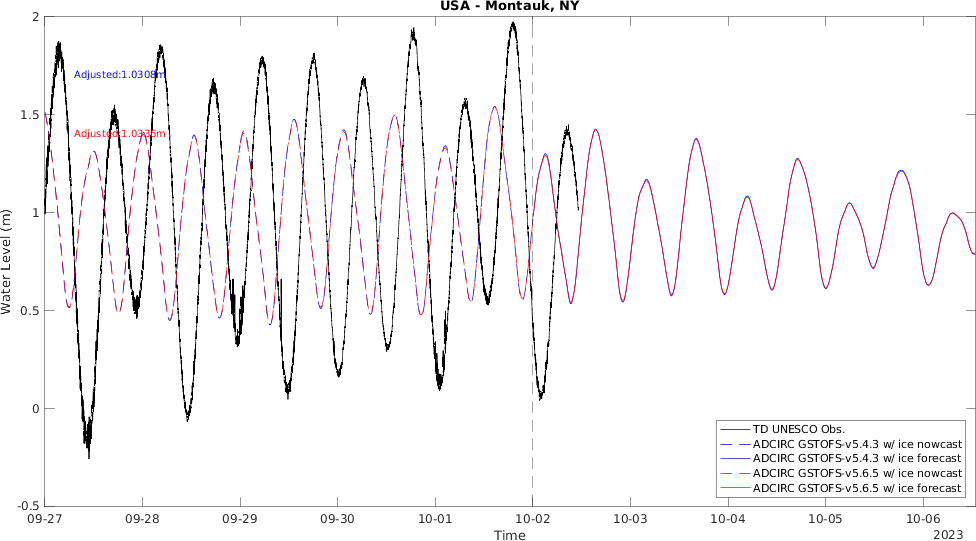 USA - Montauk, NY
2
1.5
1
0.5
0
-0.5
Water Level (m)
Adjusted:1.0308m
Adjusted:1.0335m
TD UNESCO Obs.
ADCIRC GSTOFS-v5.4.3 w/ ice nowcast
ADCIRC GSTOFS-v5.4.3 w/ ice forecast
ADCIRC GSTOFS-v5.6.5 w/ ice nowcast
ADCIRC GSTOFS-v5.6.5 w/ ice forecast
09-27 09-28 09-29 09-30 10-01 10-02 10-03 10-04 10-05 10-06
Time
2023